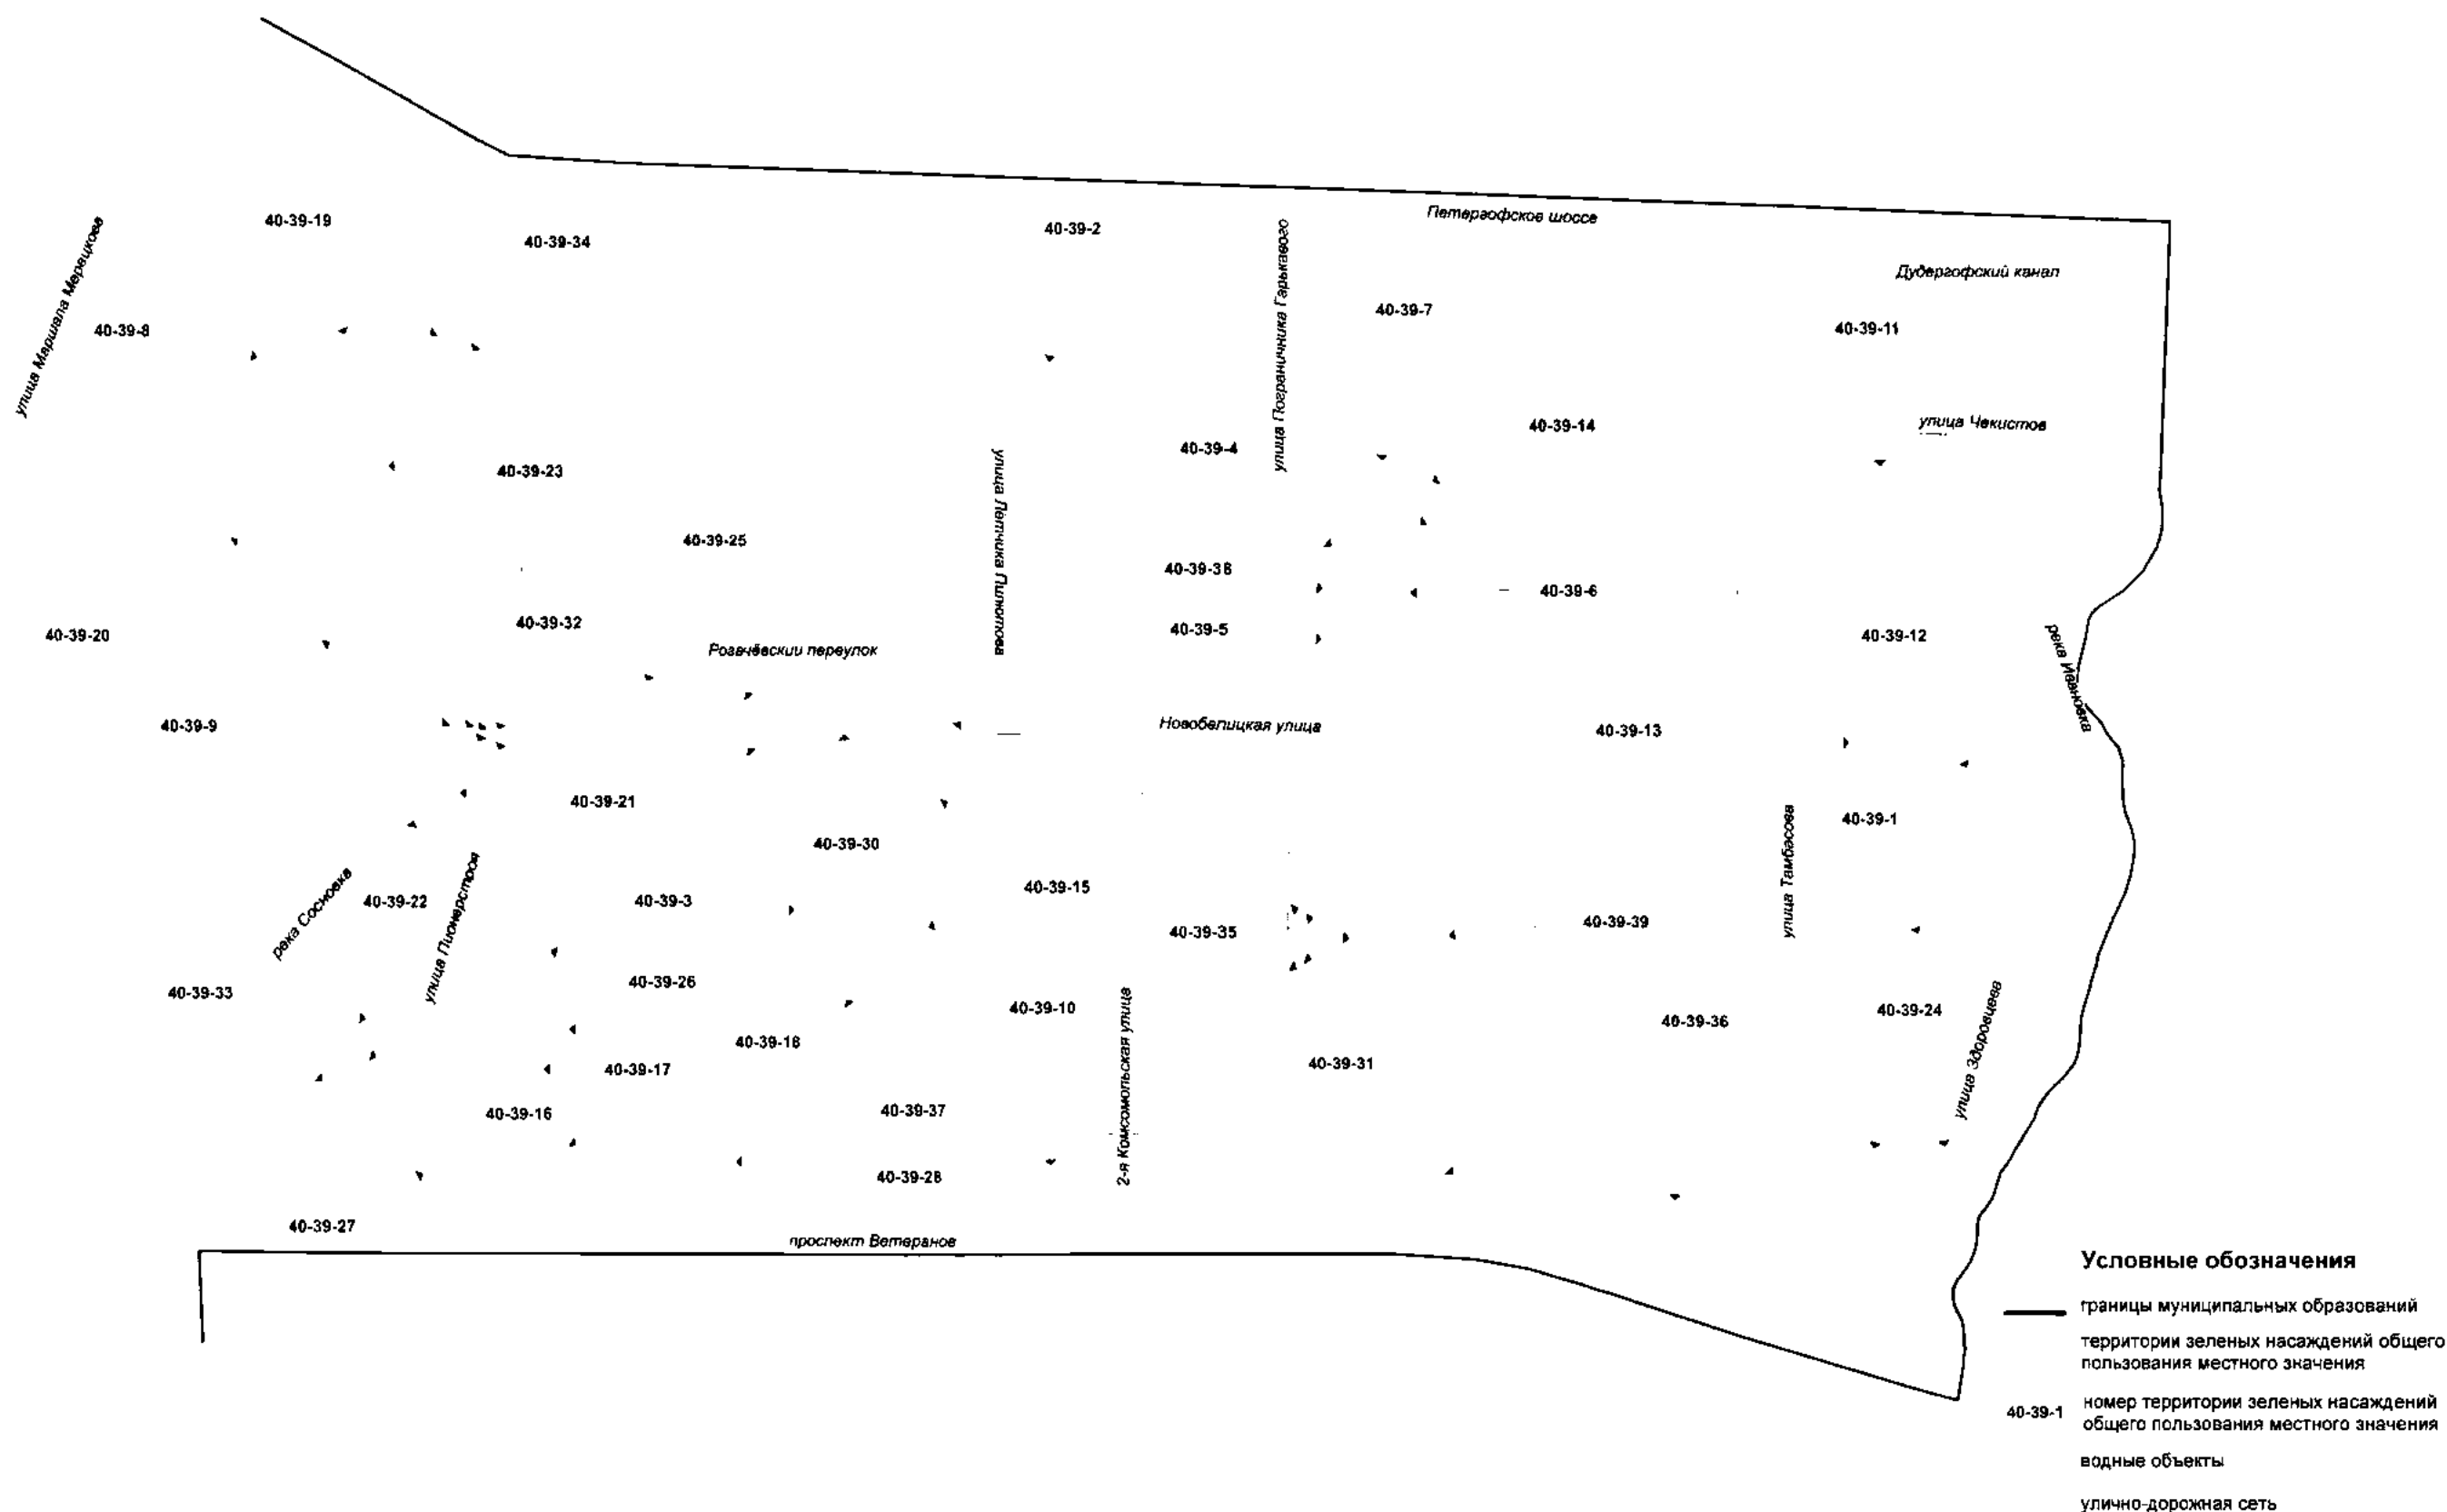 Петергофское шоссе
40-39-19
40-39-34
40-39-2
улица Маршала Мерецкова
улица Пограничника Гарькавого
Дудергофский канал
40-39-7
40-39-8
40-39-11
40-39-14
улица Чекистов
40-39-4
40-39-23
улица Лётчика Пилютова
40-39-25
40-39-38
40-39-6
40-39-32
40-39-5
40-39-20
40-39-12
Рогачёвский переулок
река Ивановка
40-39-9
Новобелицкая улица
40-39-13
40-39-21
40-39-1
40-39-30
улица Тамбасова
40-39-15
40-39-22
40-39-3
река Сосновка
улица Пионерстроя
40-39-35
40-39-39
40-39-26
40-39-33
40-39-10
40-39-24
40-39-36
40-39-18
улица Здоровцева
40-39-31
40-39-17
2-я Комсомольская улица
40-39-37
40-39-16
40-39-28
40-39-27
проспект Ветеранов
Условные обозначения
границы муниципальных образований
территории зеленых насаждений общего
пользования местного значения
40-39-1
номер территории зеленых насаждений
общего пользования местного значения
водные объекты
улично-дорожная сеть